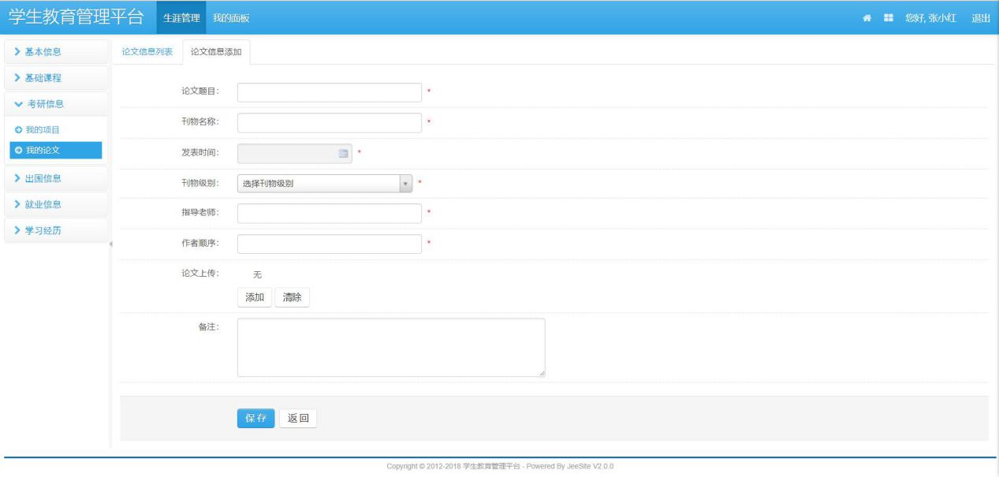 学生教育管理平台 生涯管理 我的面板 您好, 张小红 退出
基本信息
基础课程
考研信息
我的项目
我的论文
出国信息
就业信息
学习经历
论文信息列表 论文信息添加
论文题目: *
刊物名称: *
发表时间: *
刊物级别: 选择刊物级别 *
指导老师: *
作者顺序: *
论文上传: 无
添加 清除
备注:
保存 返回
Copyright © 2012-2018 学生教育管理平台 - Powered By JeeSite V2.0.0